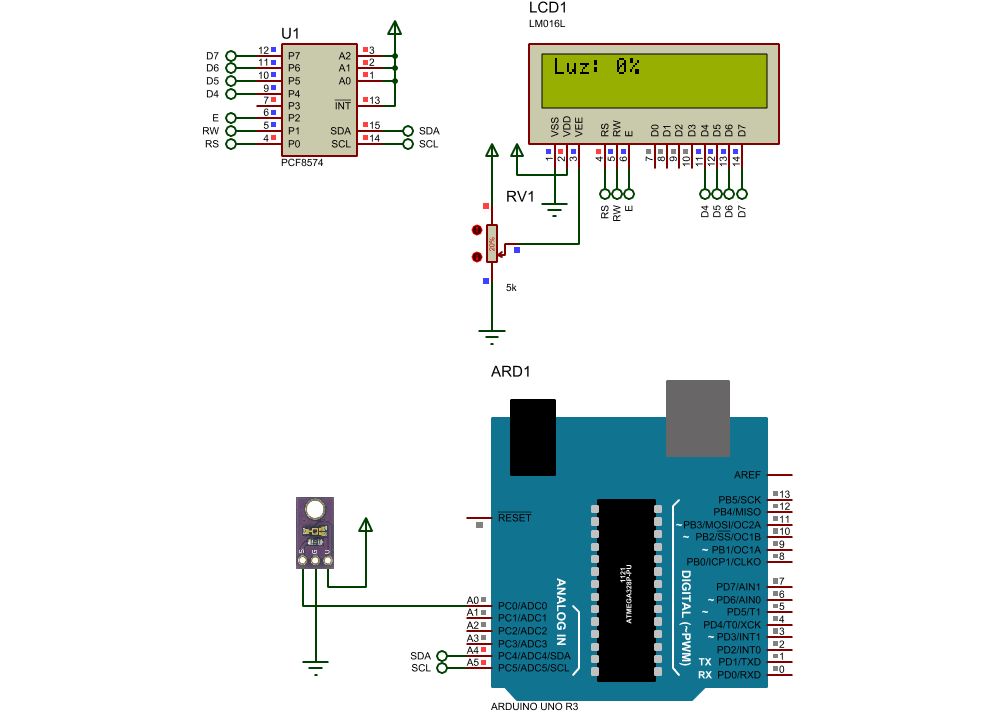 LCD1
LM016L
Luz: 0%
VSS VDD VEE RS RW E D0 D1 D2 D3 D4 D5 D6 D7
1 2 3 4 5 6 7 8 9 10 11 12 13 14
RS RW E D4 D5 D6 D7
U1
D7 12 P7 A2 3
D6 11 P6 A1 2
D5 10 P5 A0 1
D4 9 P4
7 P3 INT 13
E 6 P2
RW 5 P1 SDA 15 SDA
RS 4 P0 SCL 14 SCL
PCF8574
RV1
20%
5k
ARD1
AREF
RESET
PB5/SCK 13
PB4/MISO 12
~PB3/MOSI/OC2A 11
~ PB2/SS/OC1B 10
~ PB1/OC1A 9
PB0/ICP1/CLKO 8
PD7/AIN1 7
~ PD6/AIN0 6
~ PD5/T1 5
PD4/T0/XCK 4
~ PD3/INT1 3
PD2/INT0 2
TX PD1/TXD 1
RX PD0/RXD 0
DIGITAL (~PWM)
1121
ATMEGA328P-PU
ANALOG IN
A0 PC0/ADC0
A1 PC1/ADC1
A2 PC2/ADC2
A3 PC3/ADC3
SDA A4 PC4/ADC4/SDA
SCL A5 PC5/ADC5/SCL
S G U
ARDUINO UNO R3